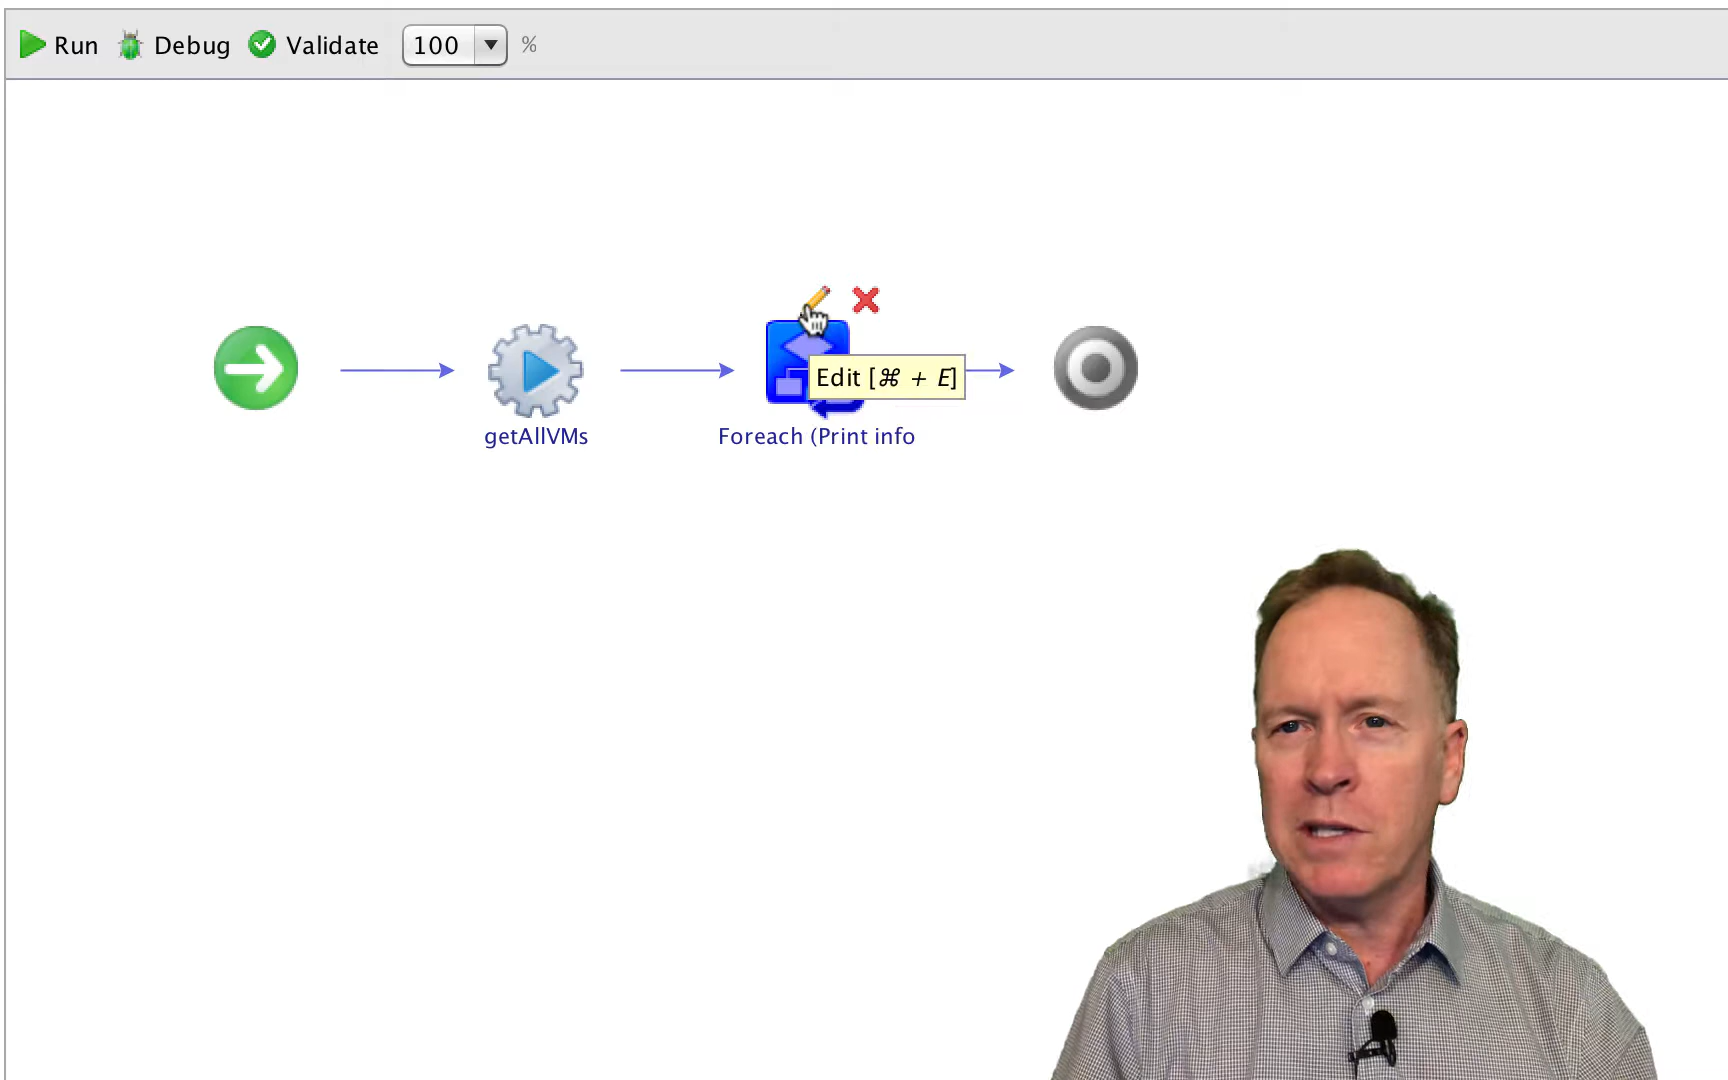 Run Debug Validate 100 %
Edit [⌘ + E]
getAllVMs
Foreach (Print info